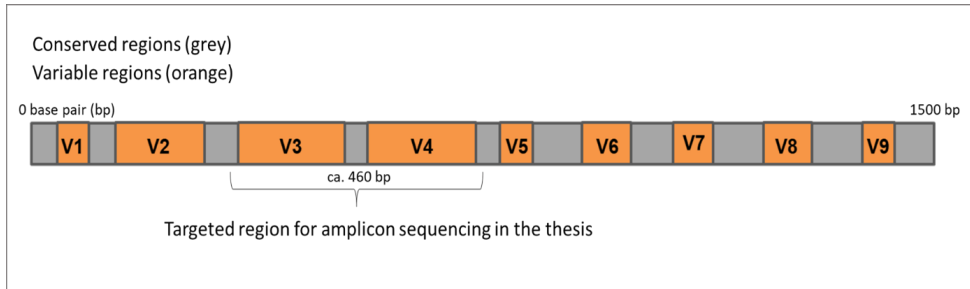 Conserved regions (grey)
Variable regions (orange)
0 base pair (bp)
1500 bp
V1 V2 V3 V4 V5 V6 V7 V8 V9
ca. 460 bp
Targeted region for amplicon sequencing in the thesis